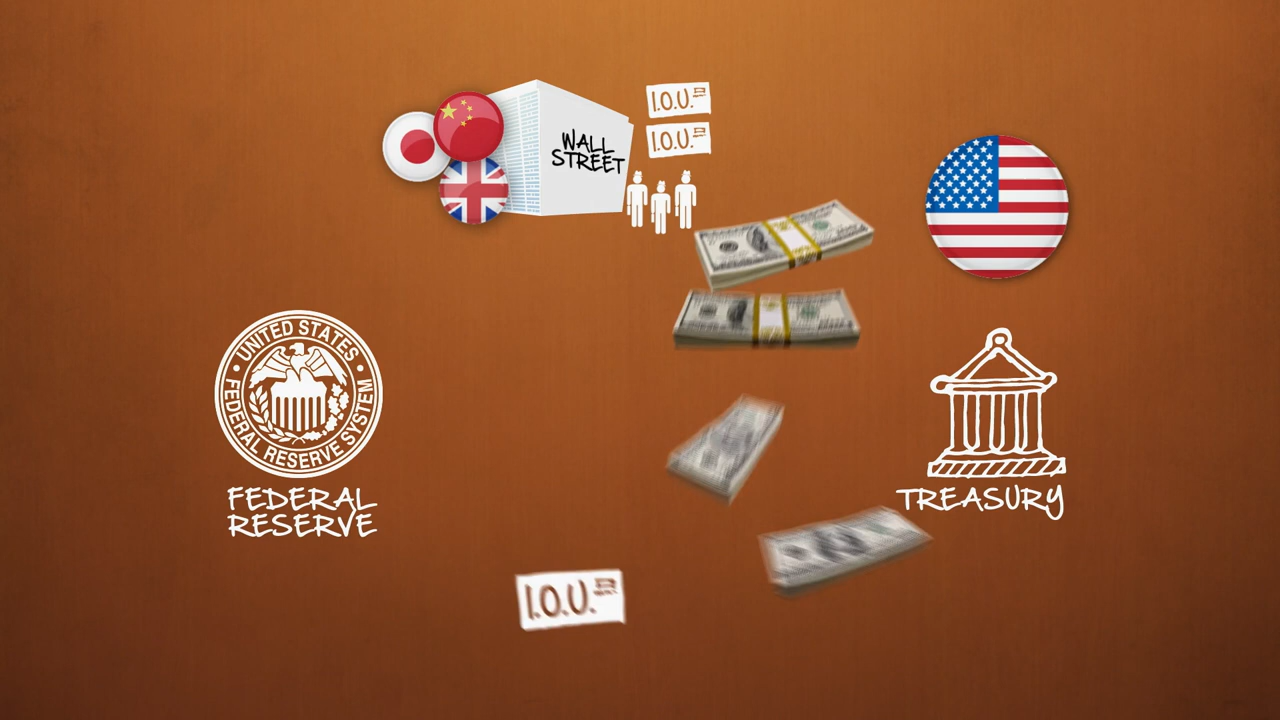 I.O.U.
I.O.U.
WALL
STREET
UNITED STATES
FEDERAL RESERVE SYSTEM
FEDERAL
RESERVE
TREASURY
I.O.U.